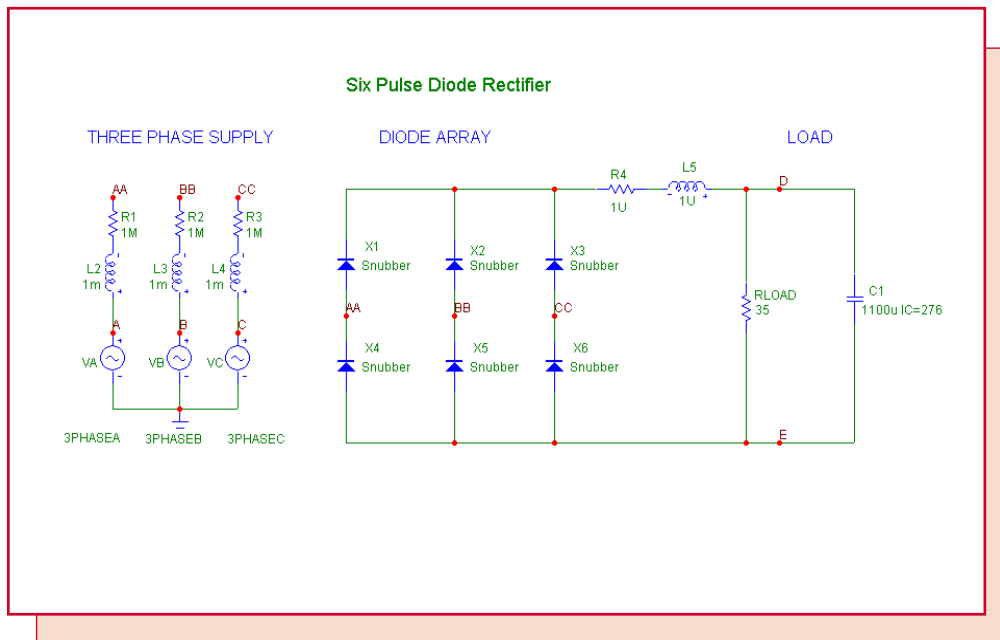 Six Pulse Diode Rectifier
THREE PHASE SUPPLY
DIODE ARRAY
LOAD
AA
BB
CC
R1
1M
R2
1M
R3
1M
L2
1m
L3
1m
L4
1m
A
B
C
VA
VB
VC
3PHASEA
3PHASEB
3PHASEC
R4
1U
L5
1U
D
X1
Snubber
X2
Snubber
X3
Snubber
AA
BB
CC
X4
Snubber
X5
Snubber
X6
Snubber
RLOAD
35
C1
1100u IC=276
E